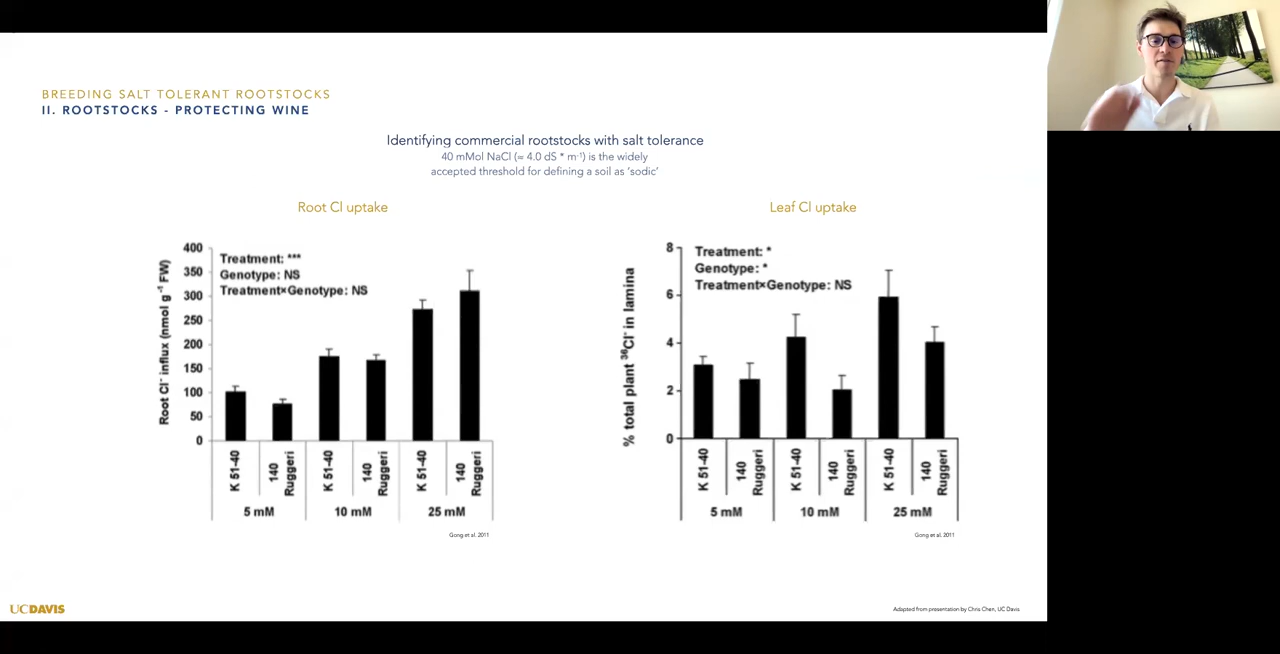 BREEDING SALT TOLERANT ROOTSTOCKS
II. ROOTSTOCKS - PROTECTING WINE
Identifying commercial rootstocks with salt tolerance
40 mMol NaCl (≈ 4.0 dS * m⁻¹) is the widely
accepted threshold for defining a soil as ‘sodic’
Root Cl uptake
Root Cl⁻ influx (nmol g⁻¹ FW)
400
350
300
250
200
150
100
50
0
Treatment: ***
Genotype: NS
Treatment×Genotype: NS
K 51-40
140 Ruggeri
K 51-40
140 Ruggeri
K 51-40
140 Ruggeri
5 mM
10 mM
25 mM
Gong et al. 2011
Leaf Cl uptake
% total plant ³⁶Cl⁻ in lamina
8
6
4
2
0
Treatment: *
Genotype: *
Treatment×Genotype: NS
K 51-40
140 Ruggeri
K 51-40
140 Ruggeri
K 51-40
140 Ruggeri
5 mM
10 mM
25 mM
Gong et al. 2011
UCDAVIS
Adapted from presentation by Chris Chen, UC Davis